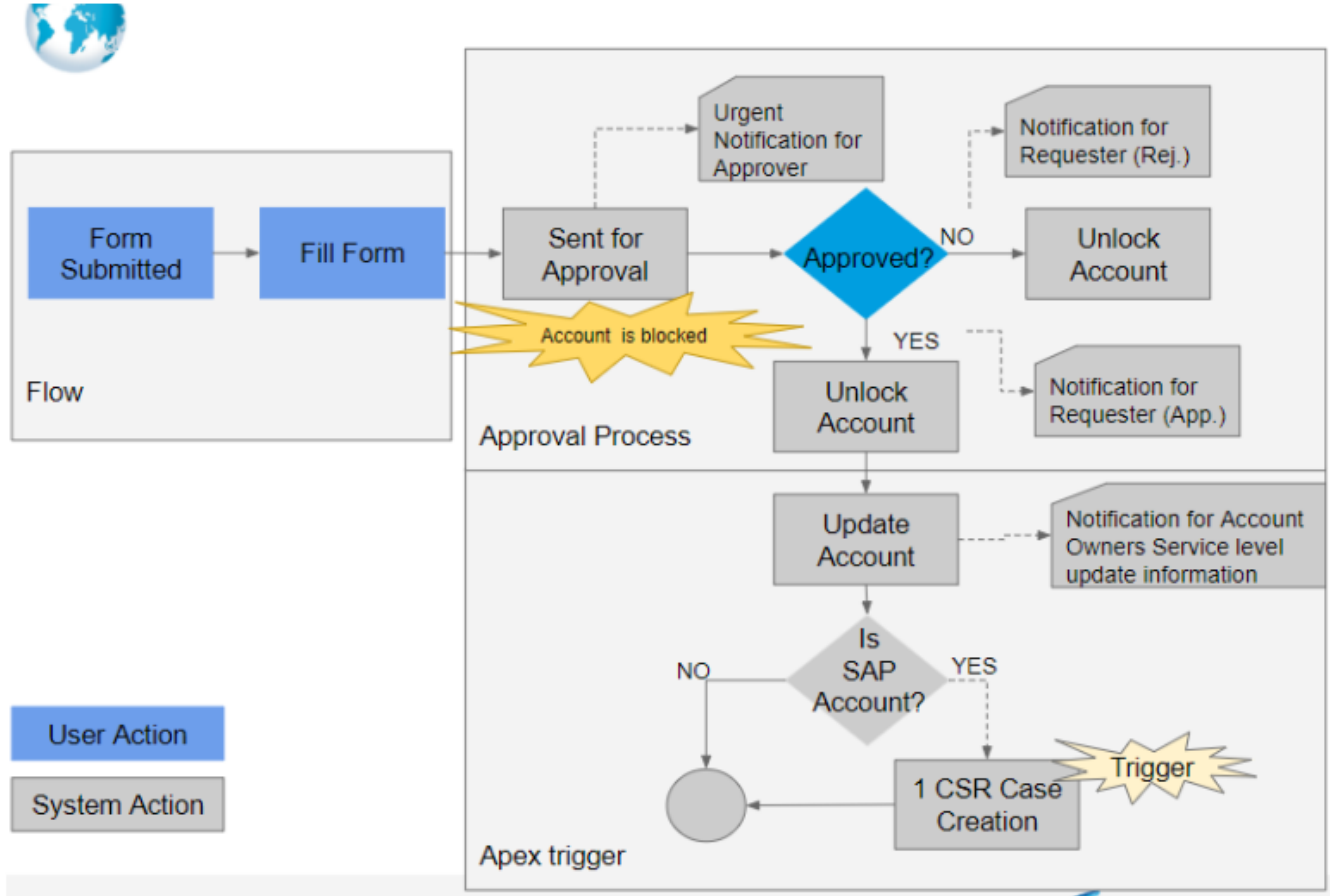 Urgent
Notification for
Approver
Notification for
Requester (Rej.)
Form
Submitted
Fill Form
Sent for
Approval
Approved?
NO
Unlock
Account
Account is blocked
YES
Flow
Unlock
Account
Notification for
Requester (App.)
Approval Process
Update
Account
Notification for Account
Owners Service level
update information
Is
SAP
Account?
NO
YES
User Action
System Action
1 CSR Case
Creation
Trigger
Apex trigger